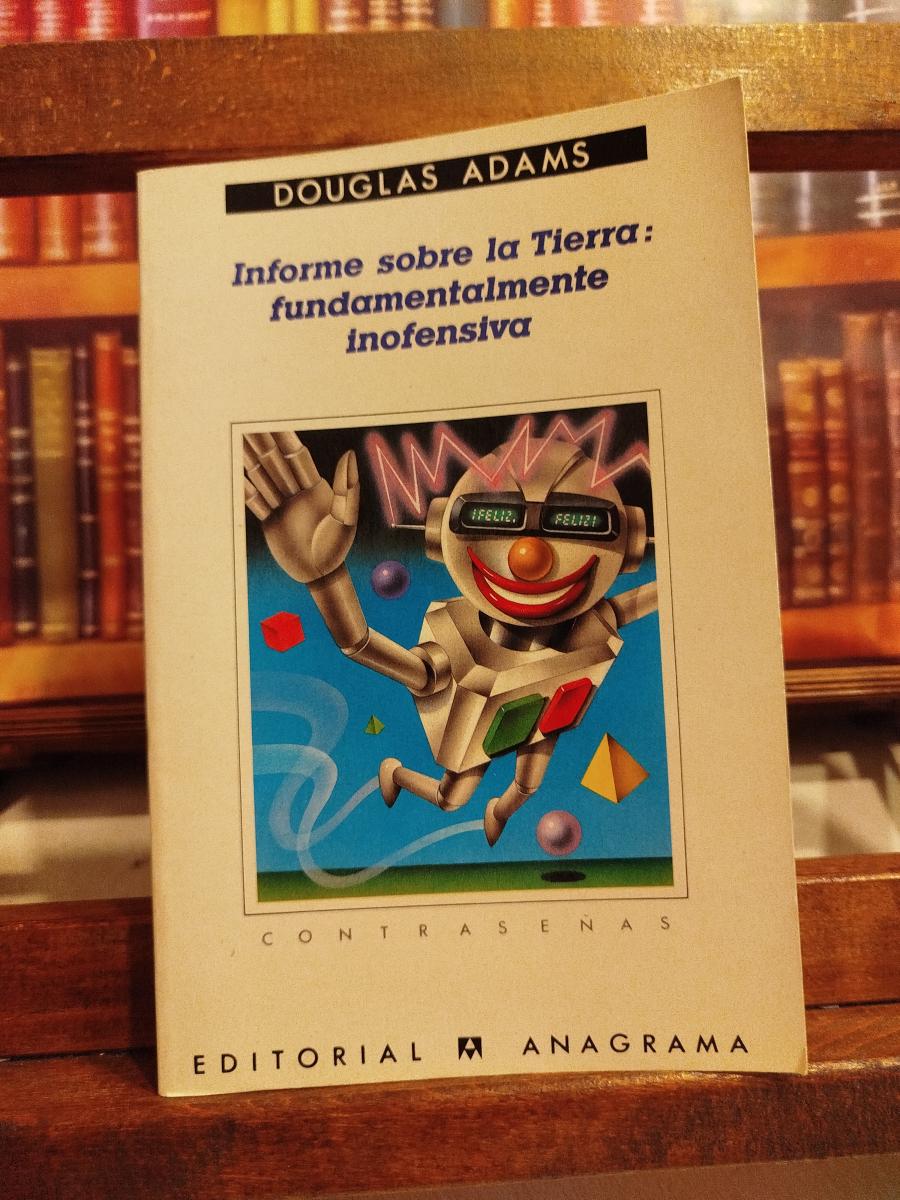 DOUGLAS ADAMS
Informe sobre la Tierra:
fundamentalmente
inofensiva
¡FELIZ, FELIZ!
CONTRASEÑAS
EDITORIAL ANAGRAMA